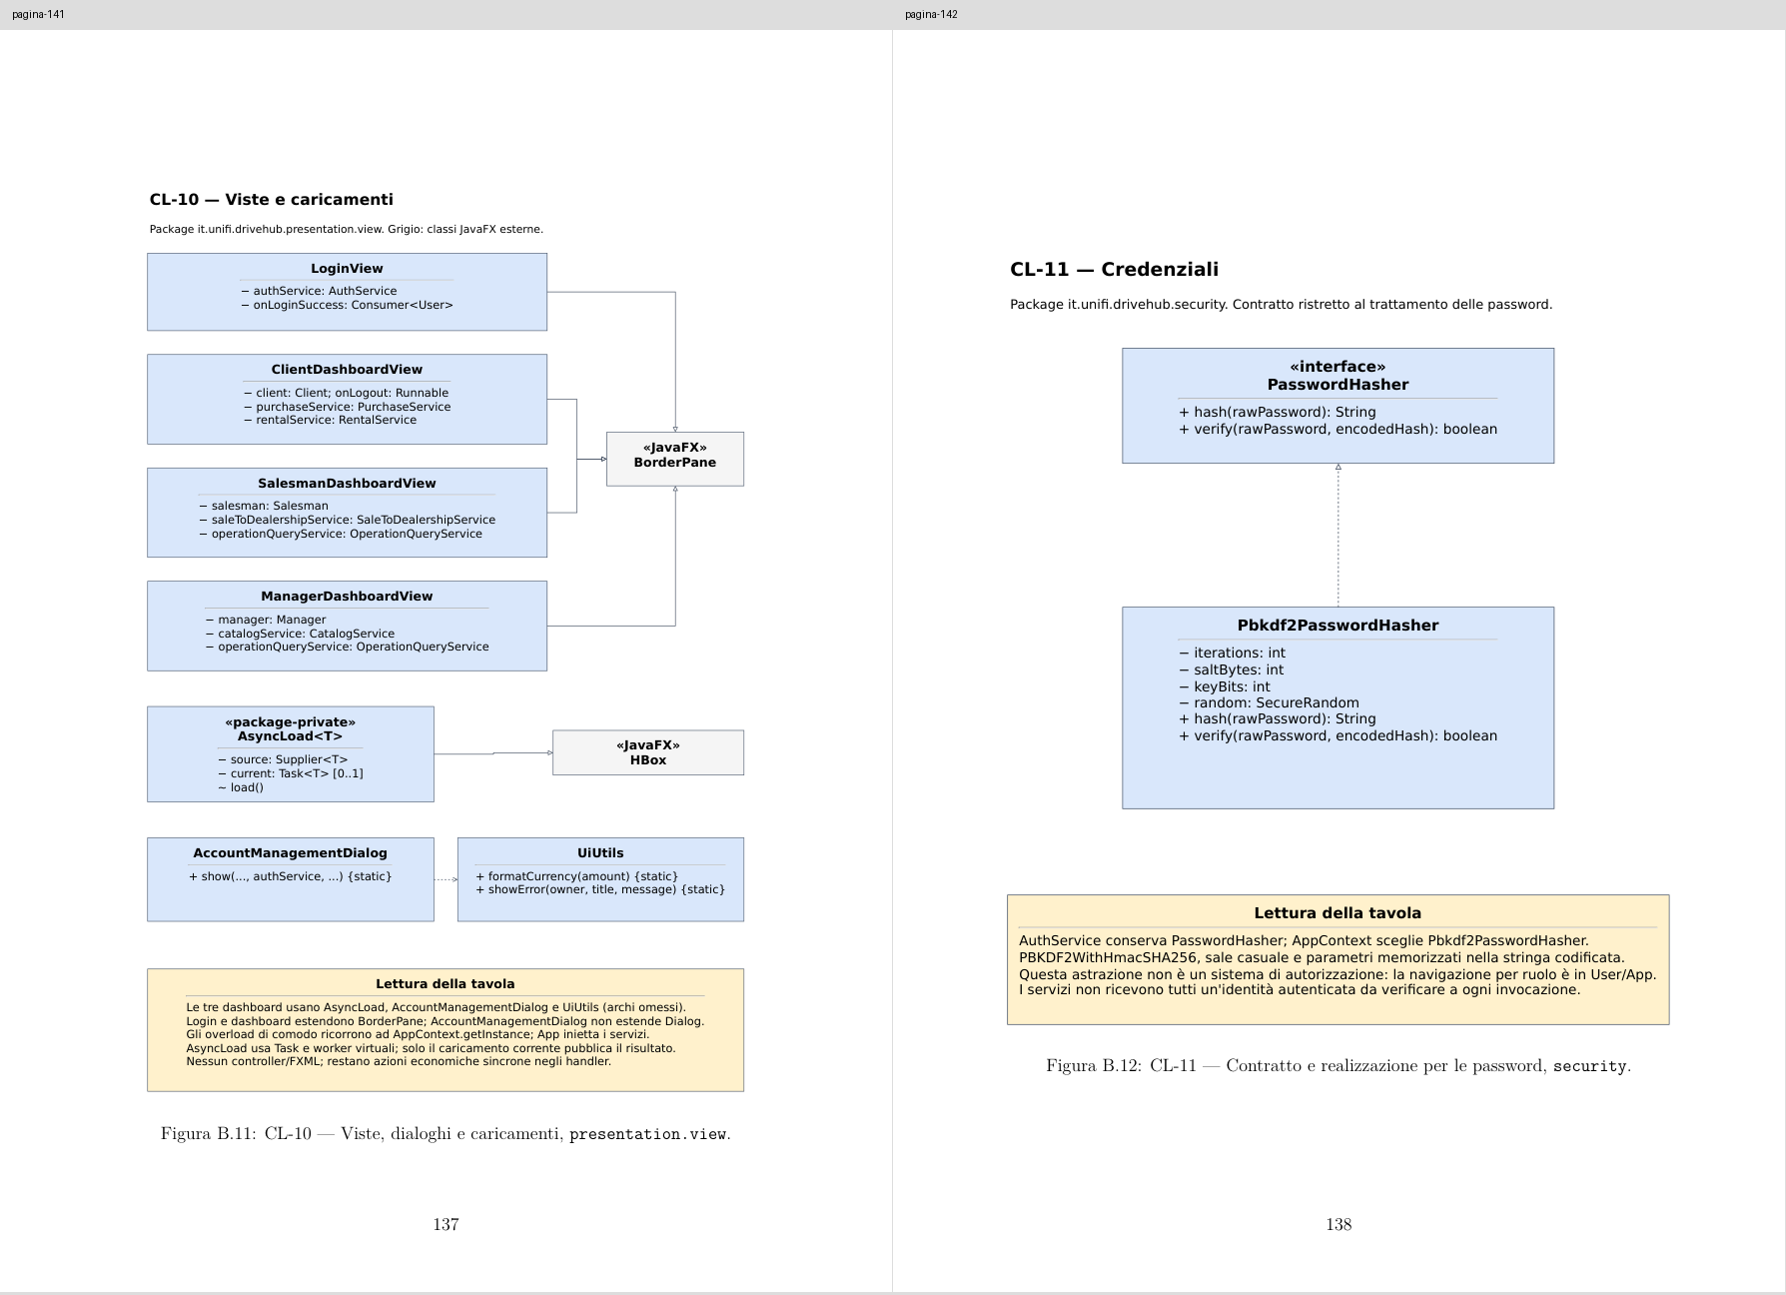 pagina-141
CL-10 — Viste e caricamenti
Package it.unifi.drivehub.presentation.view. Grigio: classi JavaFX esterne.
LoginView
− authService: AuthService
− onLoginSuccess: Consumer<User>
ClientDashboardView
− client: Client; onLogout: Runnable
− purchaseService: PurchaseService
− rentalService: RentalService
«JavaFX»
BorderPane
SalesmanDashboardView
− salesman: Salesman
− saleToDealershipService: SaleToDealershipService
− operationQueryService: OperationQueryService
ManagerDashboardView
− manager: Manager
− catalogService: CatalogService
− operationQueryService: OperationQueryService
«package-private»
AsyncLoad<T>
− source: Supplier<T>
− current: Task<T> [0..1]
~ load()
«JavaFX»
HBox
AccountManagementDialog
+ show(..., authService, ...) {static}
UiUtils
+ formatCurrency(amount) {static}
+ showError(owner, title, message) {static}
Lettura della tavola
Le tre dashboard usano AsyncLoad, AccountManagementDialog e UiUtils (archi omessi).
Login e dashboard estendono BorderPane; AccountManagementDialog non estende Dialog.
Gli overload di comodo ricorrono ad AppContext.getInstance; App inietta i servizi.
AsyncLoad usa Task e worker virtuali; solo il caricamento corrente pubblica il risultato.
Nessun controller/FXML; restano azioni economiche sincrone negli handler.
Figura B.11: CL-10 — Viste, dialoghi e caricamenti, presentation.view.
137
pagina-142
CL-11 — Credenziali
Package it.unifi.drivehub.security. Contratto ristretto al trattamento delle password.
«interface»
PasswordHasher
+ hash(rawPassword): String
+ verify(rawPassword, encodedHash): boolean
Pbkdf2PasswordHasher
− iterations: int
− saltBytes: int
− keyBits: int
− random: SecureRandom
+ hash(rawPassword): String
+ verify(rawPassword, encodedHash): boolean
Lettura della tavola
AuthService conserva PasswordHasher; AppContext sceglie Pbkdf2PasswordHasher.
PBKDF2WithHmacSHA256, sale casuale e parametri memorizzati nella stringa codificata.
Questa astrazione non è un sistema di autorizzazione: la navigazione per ruolo è in User/App.
I servizi non ricevono tutti un'identità autenticata da verificare a ogni invocazione.
Figura B.12: CL-11 — Contratto e realizzazione per le password, security.
138